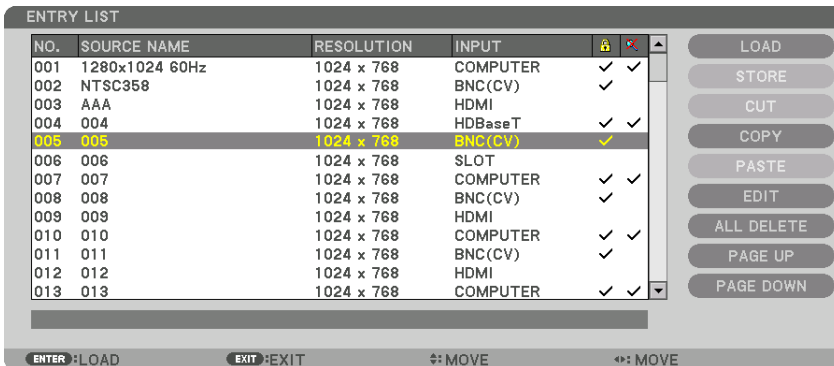 ENTRY LIST
NO. SOURCE NAME RESOLUTION INPUT
001 1280x1024 60Hz 1024 x 768 COMPUTER ✓ ✓
002 NTSC358 1024 x 768 BNC(CV) ✓
003 AAA 1024 x 768 HDMI
004 004 1024 x 768 HDBaseT ✓ ✓
005 005 1024 x 768 BNC(CV) ✓
006 006 1024 x 768 SLOT
007 007 1024 x 768 COMPUTER ✓ ✓
008 008 1024 x 768 BNC(CV) ✓
009 009 1024 x 768 HDMI
010 010 1024 x 768 COMPUTER ✓ ✓
011 011 1024 x 768 BNC(CV) ✓
012 012 1024 x 768 HDMI
013 013 1024 x 768 COMPUTER ✓ ✓
LOAD
STORE
CUT
COPY
PASTE
EDIT
ALL DELETE
PAGE UP
PAGE DOWN
ENTER :LOAD EXIT :EXIT :MOVE :MOVE